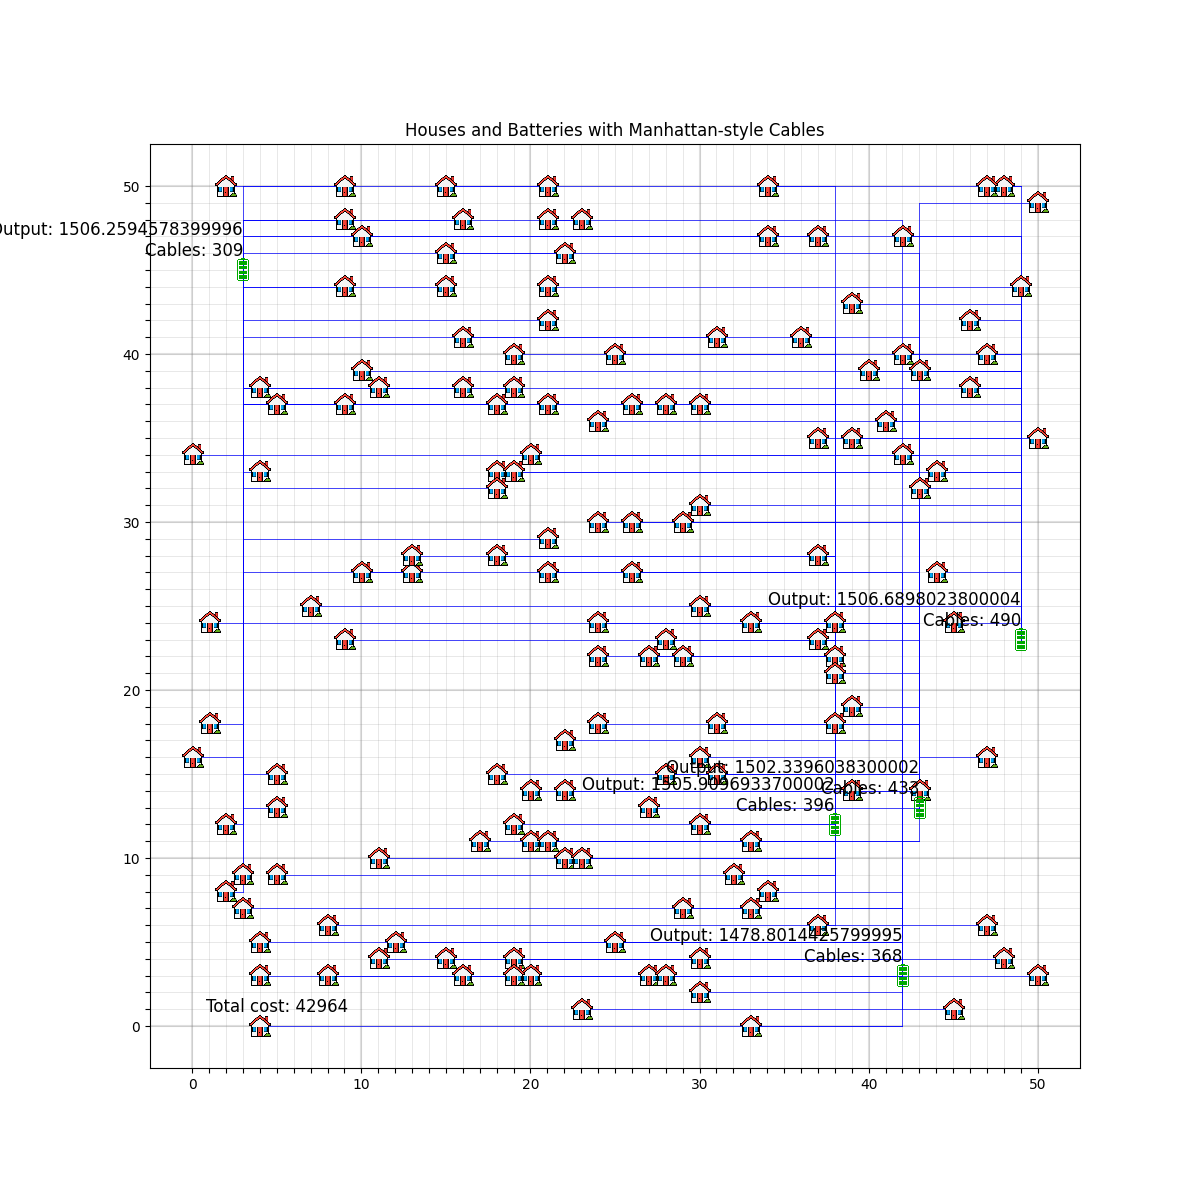 Houses and Batteries with Manhattan-style Cables
50
Output: 1506.2594578399996
Cables: 309
40
30
Output: 1506.6898023800004
Cables: 490
20
Output: 1502.3396038300002
Output: 1505.9096933700002
Cables:
Cables: 396
10
Output: 1478.8014425799995
Cables: 368
Total cost: 42964
0
0 10 20 30 40 50